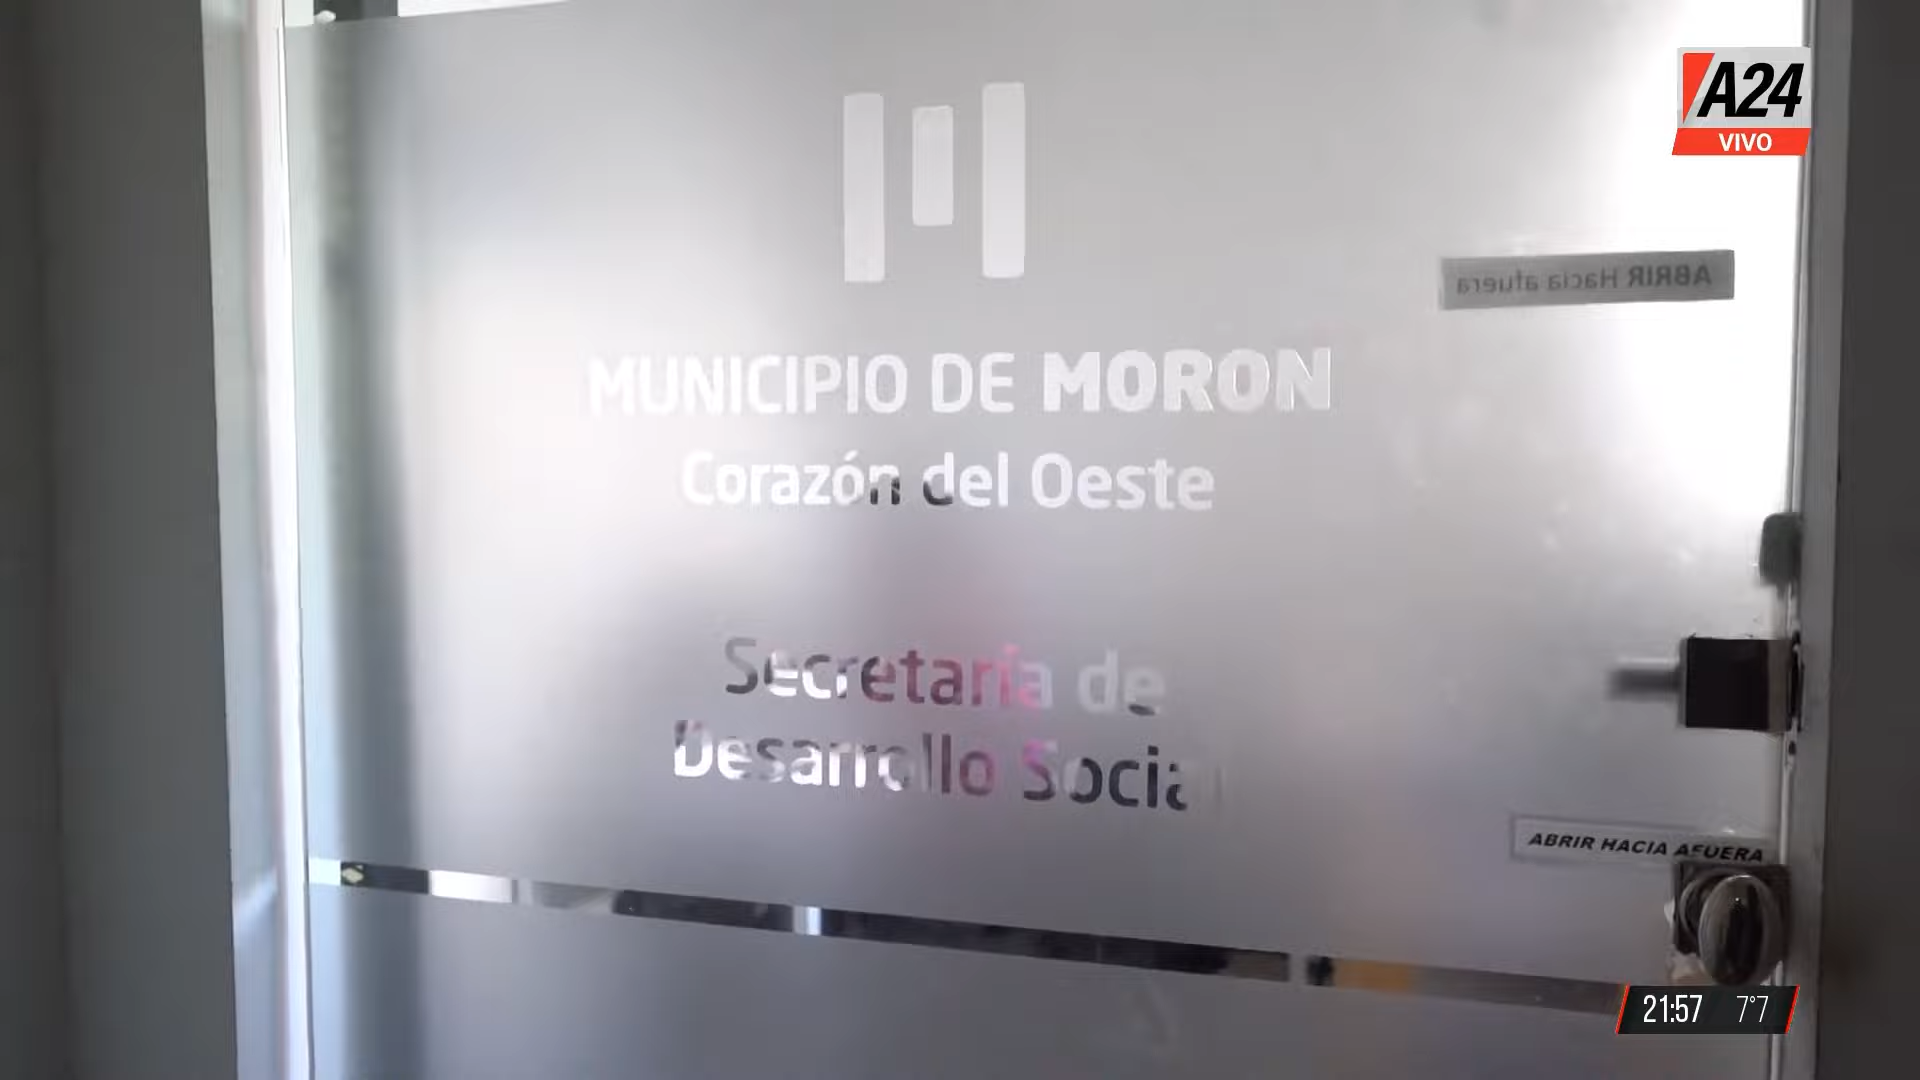 A24
VIVO
ABRIR Hacia afuera
MUNICIPIO DE MORON
Corazón del Oeste
Secretaría de
Desarrollo Social
ABRIR HACIA AFUERA
21:57 7°7